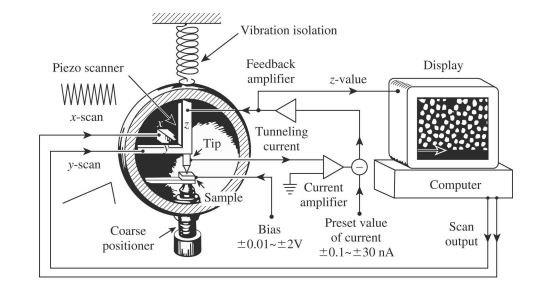 Vibration isolation
Piezo scanner
Feedback
amplifier
z-value
Display
x-scan
x
z
y-scan
Tip
Tunneling
current
Sample
Current
amplifier
Computer
Coarse
positioner
Bias
±0.01~±2V
Preset value
of current
±0.1~±30 nA
Scan
output